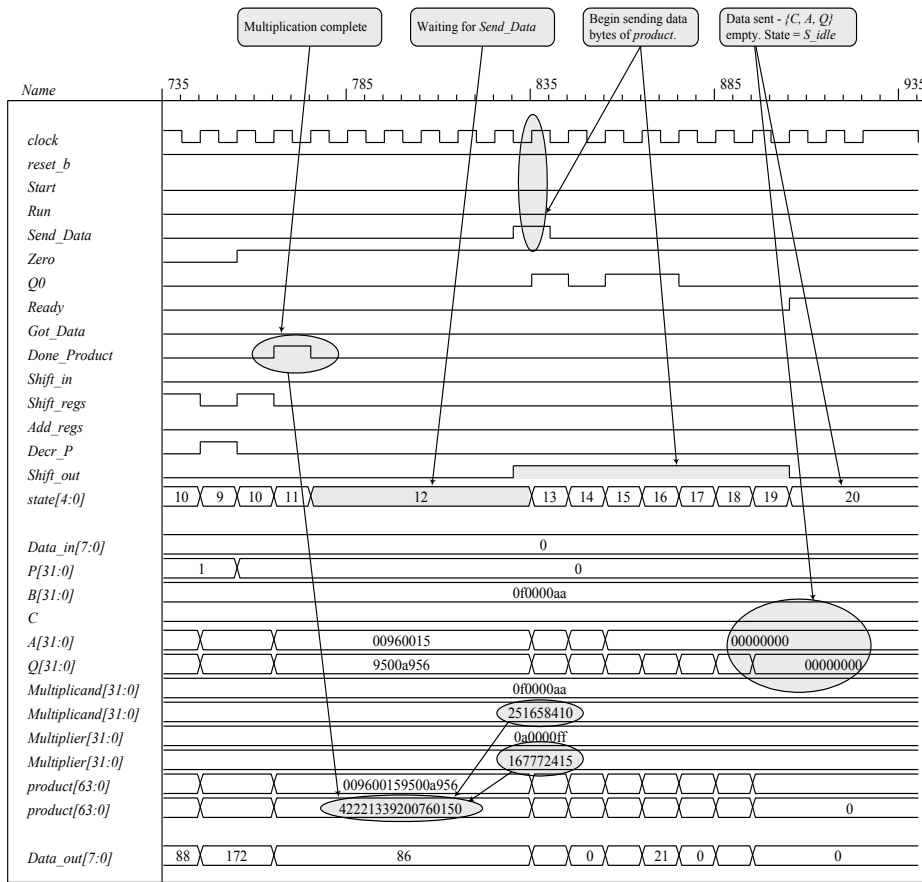 Multiplication complete
Waiting for Send_Data
Begin sending data
bytes of product.
Data sent - {C, A, Q}
empty. State = S_idle
Name
735 785 835 885 935
clock
reset_b
Start
Run
Send_Data
Zero
Q0
Ready
Got_Data
Done_Product
Shift_in
Shift_regs
Add_regs
Decr_P
Shift_out
state[4:0] 10 9 10 11 12 13 14 15 16 17 18 19 20
Data_in[7:0] 0
P[31:0] 1 0
B[31:0] 0f0000aa
C
A[31:0] 00960015 00000000
Q[31:0] 9500a956 00000000
Multiplicand[31:0] 0f0000aa
Multiplicand[31:0] 251658410
Multiplier[31:0] 0a0000ff
Multiplier[31:0] 167772415
product[63:0] 009600159500a956
product[63:0] 42221339200760150 0
Data_out[7:0] 88 172 86 0 21 0 0